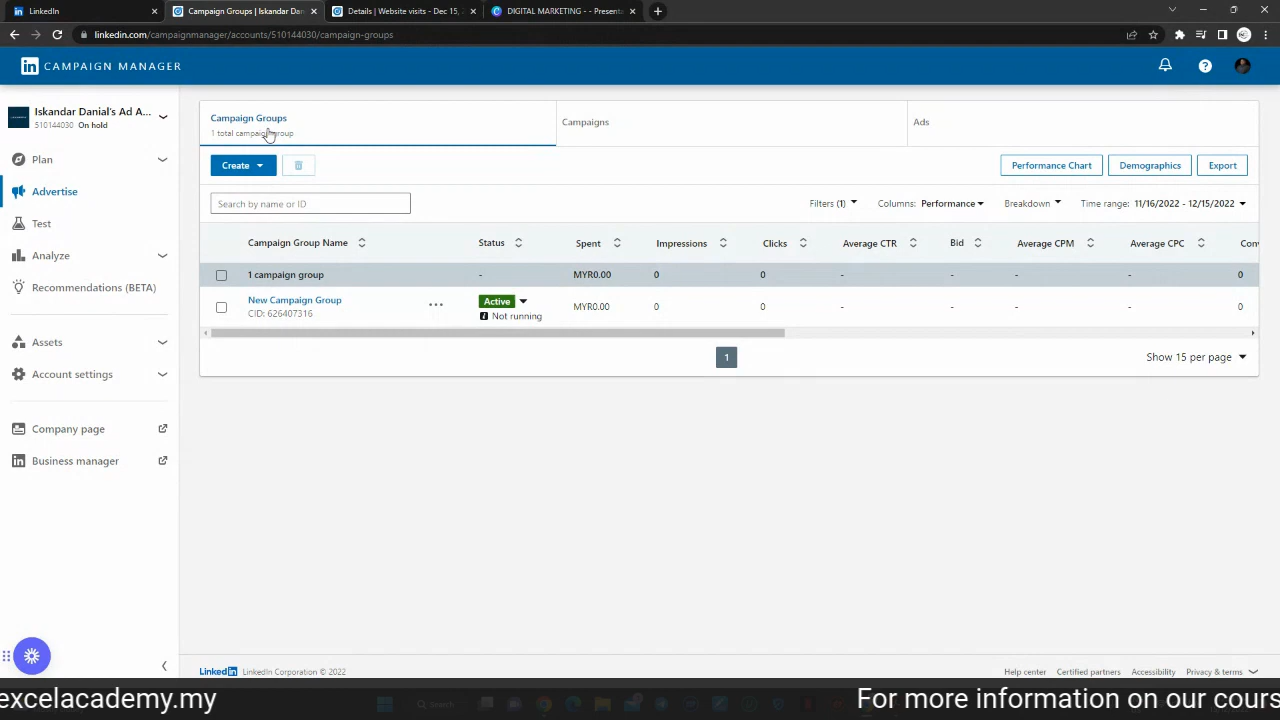 LinkedIn
Campaign Groups | Iskandar Dan
Details | Website visits - Dec 15, 2
DIGITAL MARKETING - - Presenta
linkedin.com/campaignmanager/accounts/510144030/campaign-groups
in CAMPAIGN MANAGER
Iskandar Danial's Ad A...
510144030 On hold
Plan
Advertise
Test
Analyze
Recommendations (BETA)
Assets
Account settings
Company page
Business manager
Campaign Groups
1 total campaign group
Campaigns
Ads
Create
Performance Chart
Demographics
Export
Search by name or ID
Filters (1)
Columns: Performance
Breakdown
Time range: 11/16/2022 - 12/15/2022
Campaign Group Name Status Spent Impressions Clicks Average CTR Bid Average CPM Average CPC Con
1 campaign group - MYR0.00 0 0 - - - - 0
New Campaign Group Active MYR0.00 0 0 - - - - 0
CID: 626407316 Not running
1
Show 15 per page
LinkedIn LinkedIn Corporation © 2022
Help center Certified partners Accessibility Privacy & terms
Search
excelacademy.my
For more information on our cours